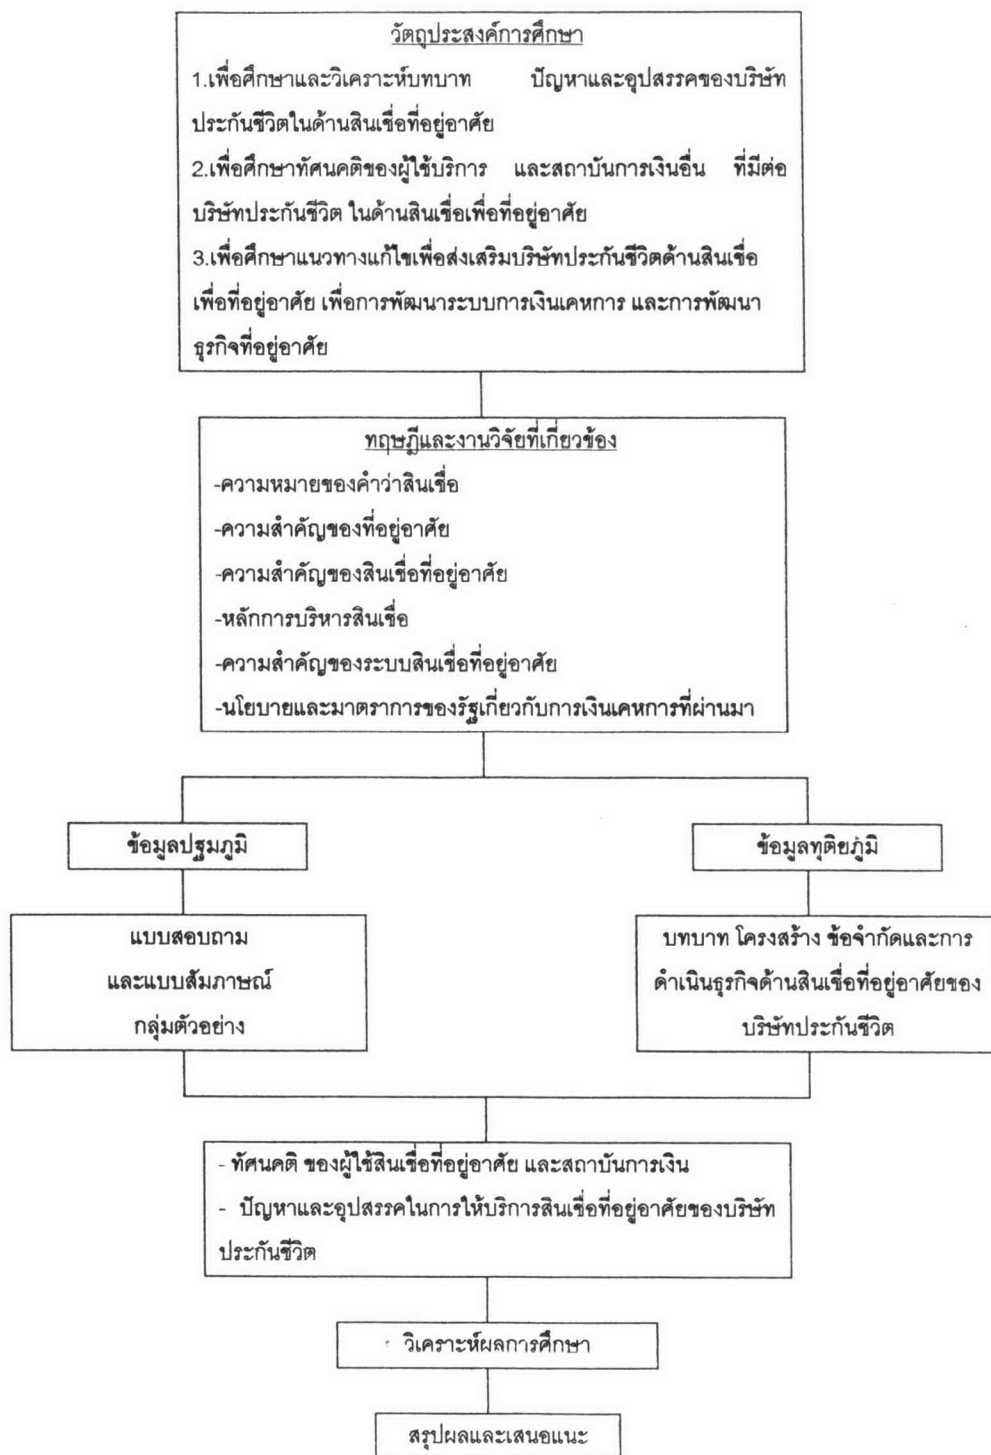 วัตถุประสงค์การศึกษา
1.เพื่อศึกษาและวิเคราะห์บทบาท ปัญหาและอุปสรรคของบริษัท
ประกันชีวิตในด้านสินเชื่อที่อยู่อาศัย
2.เพื่อศึกษาทัศนคติของผู้ใช้บริการ และสถาบันการเงินอื่น ที่มีต่อ
บริษัทประกันชีวิต ในด้านสินเชื่อเพื่อที่อยู่อาศัย
3.เพื่อศึกษาแนวทางแก้ไขเพื่อส่งเสริมบริษัทประกันชีวิตด้านสินเชื่อ
เพื่อที่อยู่อาศัย เพื่อการพัฒนาระบบการเงินเคหการ และการพัฒนา
ธุรกิจที่อยู่อาศัย
ทฤษฎีและงานวิจัยที่เกี่ยวข้อง
-ความหมายของคำว่าสินเชื่อ
-ความสำคัญของที่อยู่อาศัย
-ความสำคัญของสินเชื่อที่อยู่อาศัย
-หลักการบริหารสินเชื่อ
-ความสำคัญของระบบสินเชื่อที่อยู่อาศัย
-นโยบายและมาตราการของรัฐเกี่ยวกับการเงินเคหการที่ผ่านมา
ข้อมูลปฐมภูมิ
ข้อมูลทุติยภูมิ
แบบสอบถาม
และแบบสัมภาษณ์
กลุ่มตัวอย่าง
บทบาท โครงสร้าง ข้อจำกัดและการ
ดำเนินธุรกิจด้านสินเชื่อที่อยู่อาศัยของ
บริษัทประกันชีวิต
- ทัศนคติ ของผู้ใช้สินเชื่อที่อยู่อาศัย และสถาบันการเงิน
- ปัญหาและอุปสรรคในการให้บริการสินเชื่อที่อยู่อาศัยของบริษัท
ประกันชีวิต
วิเคราะห์ผลการศึกษา
สรุปผลและเสนอแนะ